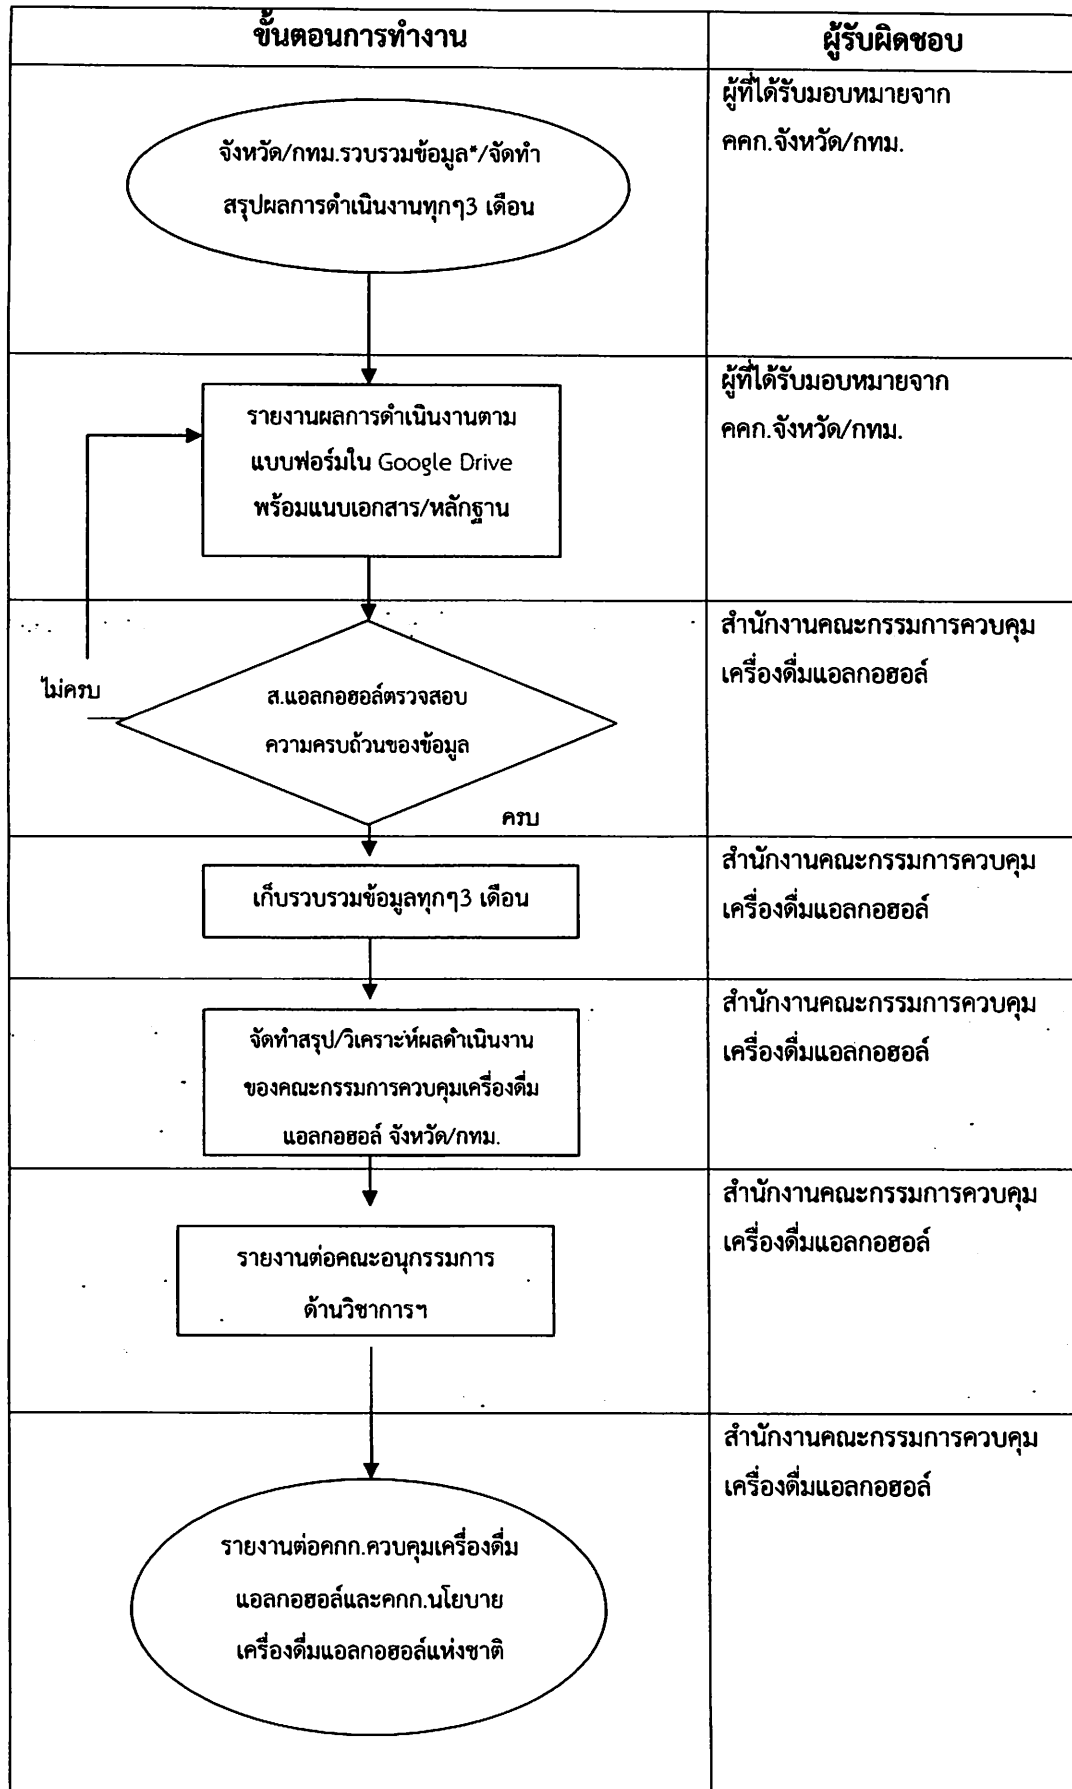 ขั้นตอนการทำงาน
ผู้รับผิดชอบ
จังหวัด/กทม.รวบรวมข้อมูล*/จัดทำ
สรุปผลการดำเนินงานทุกๆ3 เดือน
ผู้ที่ได้รับมอบหมายจาก
คคก.จังหวัด/กทม.
รายงานผลการดำเนินงานตาม
แบบฟอร์มใน Google Drive
พร้อมแนบเอกสาร/หลักฐาน
ผู้ที่ได้รับมอบหมายจาก
คคก.จังหวัด/กทม.
ไม่ครบ
ส.แอลกอฮอล์ตรวจสอบ
ความครบถ้วนของข้อมูล
ครบ
สำนักงานคณะกรรมการควบคุม
เครื่องดื่มแอลกอฮอล์
เก็บรวบรวมข้อมูลทุกๆ3 เดือน
สำนักงานคณะกรรมการควบคุม
เครื่องดื่มแอลกอฮอล์
จัดทำสรุป/วิเคราะห์ผลดำเนินงาน
ของคณะกรรมการควบคุมเครื่องดื่ม
แอลกอฮอล์ จังหวัด/กทม.
สำนักงานคณะกรรมการควบคุม
เครื่องดื่มแอลกอฮอล์
รายงานต่อคณะอนุกรรมการ
ด้านวิชาการฯ
สำนักงานคณะกรรมการควบคุม
เครื่องดื่มแอลกอฮอล์
รายงานต่อคกก.ควบคุมเครื่องดื่ม
แอลกอฮอล์และคกก.นโยบาย
เครื่องดื่มแอลกอฮอล์แห่งชาติ
สำนักงานคณะกรรมการควบคุม
เครื่องดื่มแอลกอฮอล์